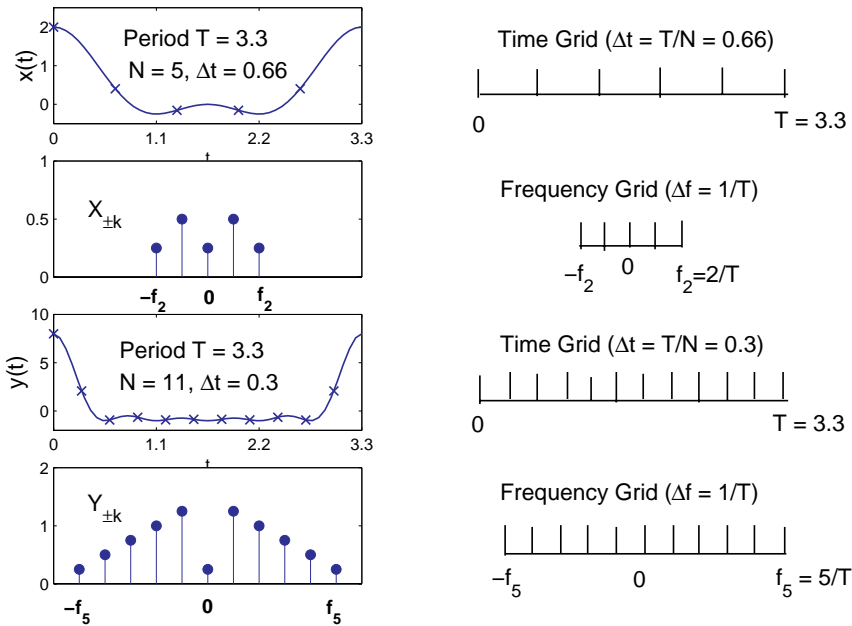 2
1
0
x(t)
Period T = 3.3
N = 5, Δt = 0.66
0 1.1 2.2 3.3
t
Time Grid (Δt = T/N = 0.66)
0 T = 3.3
1
0.5
0
X±k
−f2 0 f2
Frequency Grid (Δf = 1/T)
−f2 0 f2=2/T
10
5
0
y(t)
Period T = 3.3
N = 11, Δt = 0.3
0 1.1 2.2 3.3
t
Time Grid (Δt = T/N = 0.3)
0 T = 3.3
2
1
0
Y±k
−f5 0 f5
Frequency Grid (Δf = 1/T)
−f5 0 f5 = 5/T